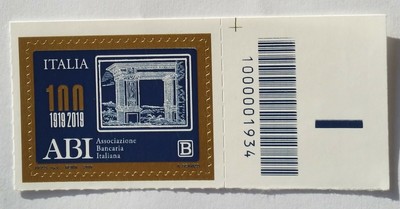 ITALIA
100
1919 2019
ABI
Associazione
Bancaria
Italiana
B
1000001934